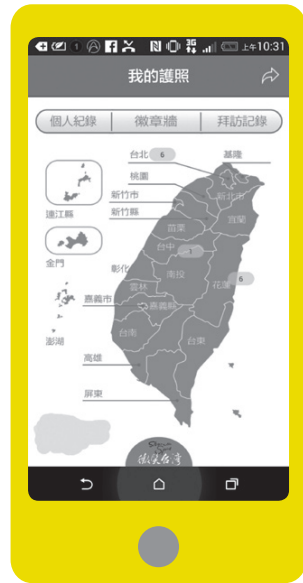 3G 上午10:31
我的護照
個人紀錄 徽章牆 拜訪記錄
台北 6 基隆
桃園 新北市
新竹市 宜蘭
新竹縣
苗栗
連江縣
台中
金門
彰化 南投 花蓮 6
雲林
嘉義市 嘉義縣
澎湖
台南 台東
高雄
屏東
微笑台灣